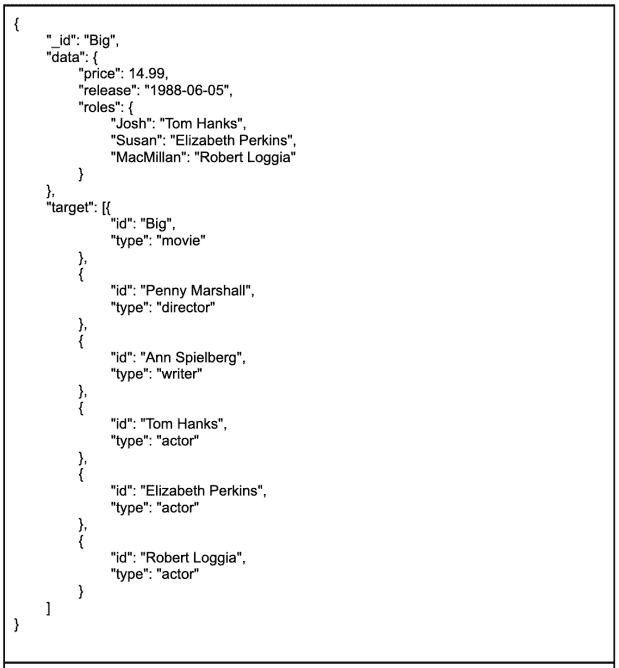 {
"_id": "Big",
"data": {
"price": 14.99,
"release": "1988-06-05",
"roles": {
"Josh": "Tom Hanks",
"Susan": "Elizabeth Perkins",
"MacMillan": "Robert Loggia"
}
},
"target": [{
"id": "Big",
"type": "movie"
},
{
"id": "Penny Marshall",
"type": "director"
},
{
"id": "Ann Spielberg",
"type": "writer"
},
{
"id": "Tom Hanks",
"type": "actor"
},
{
"id": "Elizabeth Perkins",
"type": "actor"
},
{
"id": "Robert Loggia",
"type": "actor"
}
]
}